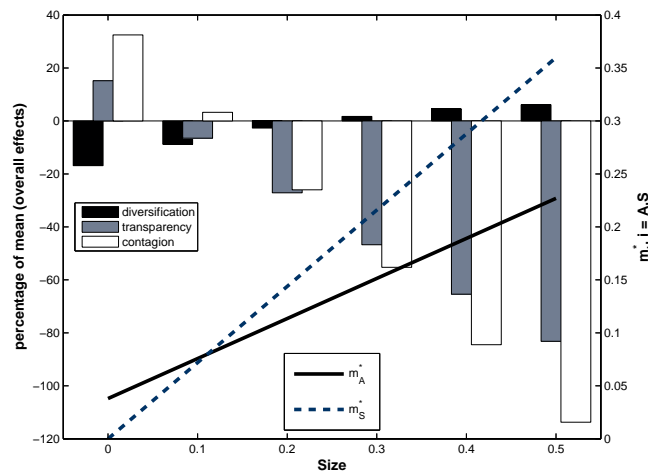 40
20
0
-20
-40
-60
-80
-100
-120
percentage of mean (overall effects)
0.4
0.35
0.3
0.25
0.2
0.15
0.1
0.05
0
m*., i = A.S
diversification
transparency
contagion
m*A
m*S
0 0.1 0.2 0.3 0.4 0.5
Size